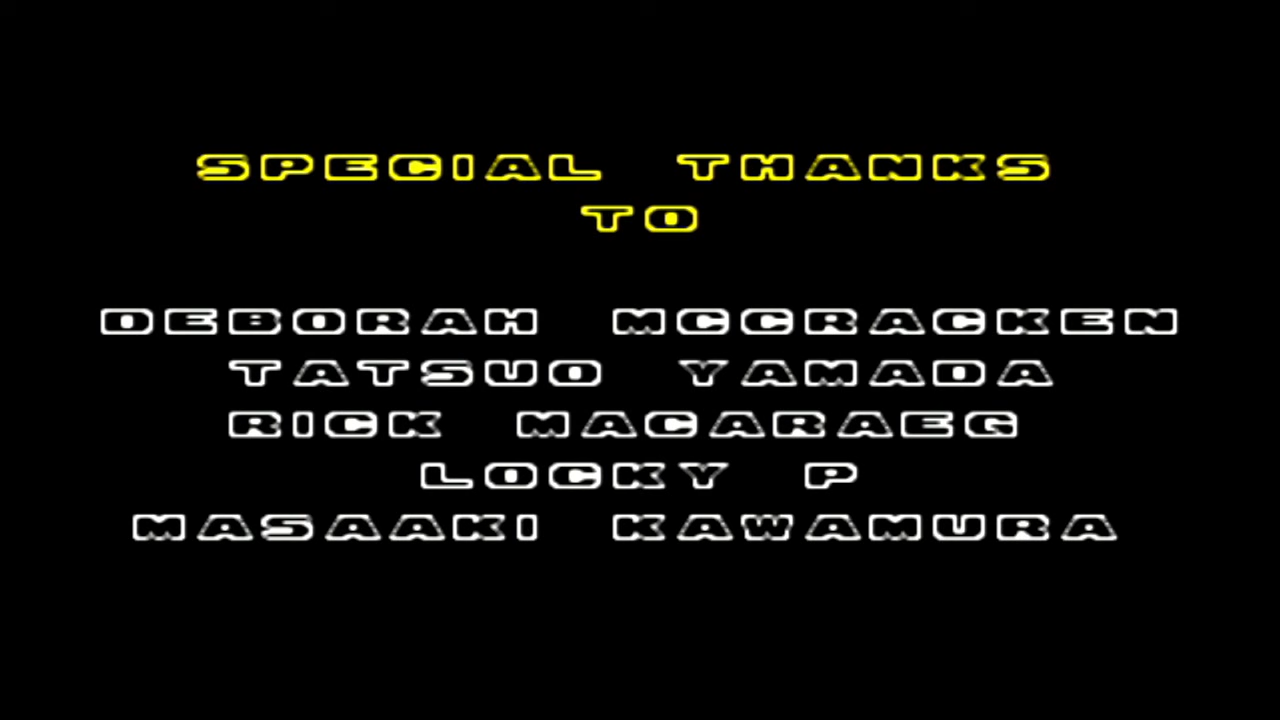 SPECIAL THANKS
TO
DEBORAH MCCRACKEN
TATSUO YAMADA
RICK MACARAEG
LOCKY P
MASAAKI KAWAMURA